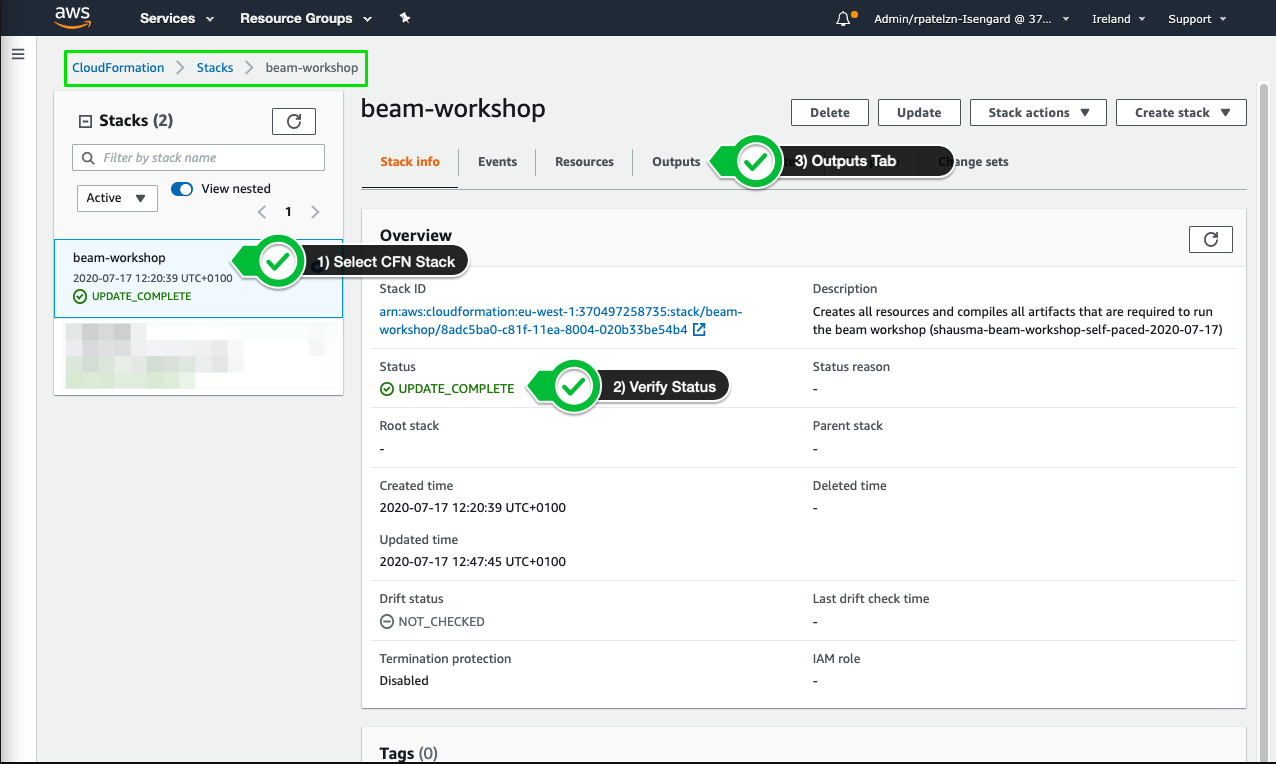 aws
Services
Resource Groups
Admin/rpatelzn-Isengard @ 37...
Ireland
Support
CloudFormation
Stacks
beam-workshop
Stacks (2)
Filter by stack name
Active
View nested
1
beam-workshop
2020-07-17 12:20:39 UTC+0100
UPDATE_COMPLETE
1) Select CFN Stack
beam-workshop
Delete
Update
Stack actions
Create stack
Stack info
Events
Resources
Outputs
3) Outputs Tab
Change sets
Overview
Stack ID
arn:aws:cloudformation:eu-west-1:370497258735:stack/beam-
workshop/8adc5ba0-c81f-11ea-8004-020b33be54b4
Description
Creates all resources and compiles all artifacts that are required to run
the beam workshop (shausma-beam-workshop-self-paced-2020-07-17)
Status
UPDATE_COMPLETE
2) Verify Status
Status reason
-
Root stack
-
Parent stack
-
Created time
2020-07-17 12:20:39 UTC+0100
Deleted time
-
Updated time
2020-07-17 12:47:45 UTC+0100
Drift status
NOT_CHECKED
Last drift check time
-
Termination protection
Disabled
IAM role
-
Tags (0)